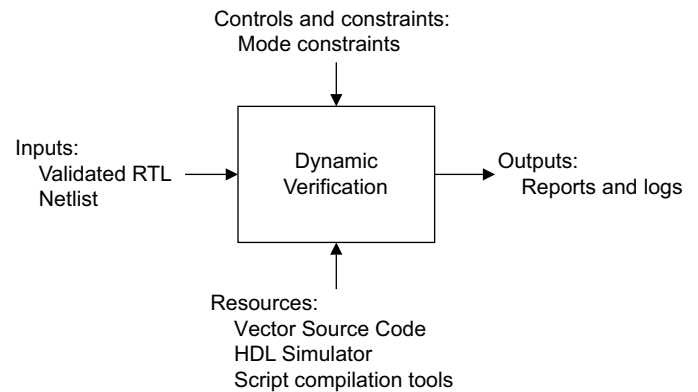 Controls and constraints:
Mode constraints
Inputs:
Validated RTL
Netlist
Dynamic
Verification
Outputs:
Reports and logs
Resources:
Vector Source Code
HDL Simulator
Script compilation tools